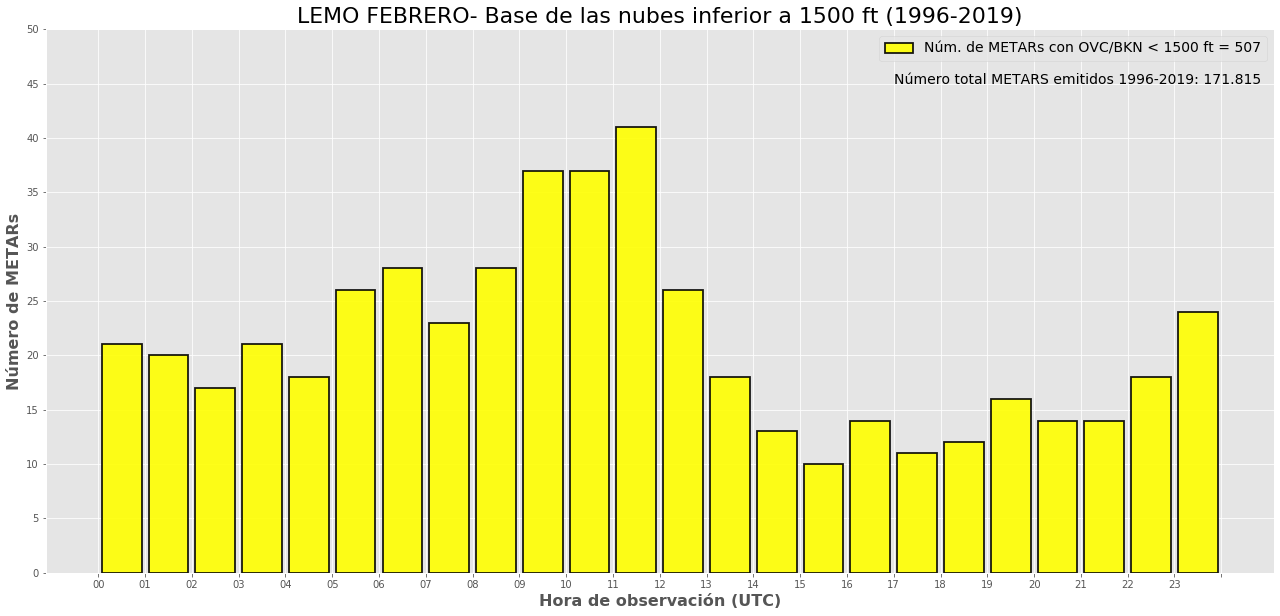 LEMO FEBRERO- Base de las nubes inferior a 1500 ft (1996-2019)
Núm. de METARs con OVC/BKN < 1500 ft = 507
Número total METARS emitidos 1996-2019: 171.815
Número de METARs
50
45
40
35
30
25
20
15
10
5
0
00 01 02 03 04 05 06 07 08 09 10 11 12 13 14 15 16 17 18 19 20 21 22 23
Hora de observación (UTC)